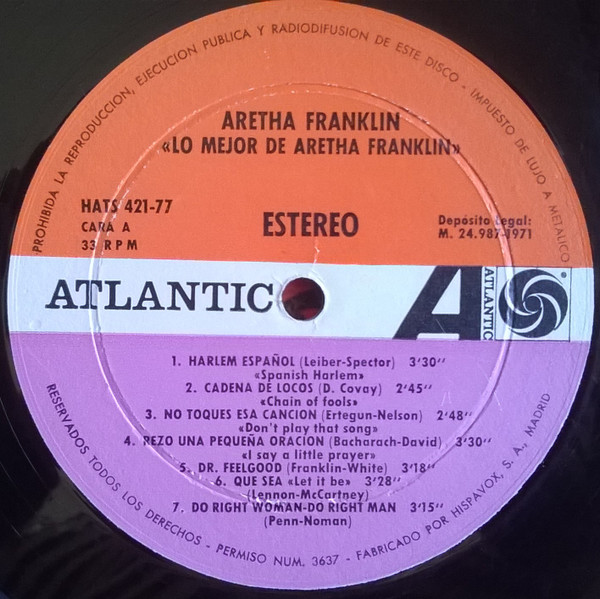 PROHIBIDA LA REPRODUCCION, EJECUCION PUBLICA Y RADIODIFUSION DE ESTE DISCO - IMPUESTO DE LUJO A METALICO
ARETHA FRANKLIN
«LO MEJOR DE ARETHA FRANKLIN»
HATS 421-77
CARA A
33 RPM
ESTEREO
Depósito Legal:
M. 24.987-1971
ATLANTIC
A ATLANTIC
®
1. HARLEM ESPAÑOL (Leiber-Spector) 3'30''
«Spanish Harlem»
2. CADENA DE LOCOS (D. Covay) 2'45''
«Chain of fools»
3. NO TOQUES ESA CANCION (Ertegun-Nelson) 2'48''
«Don't play that song»
4. REZO UNA PEQUEÑA ORACION (Bacharach-David) 3'30''
«I say a little prayer»
5. DR. FEELGOOD (Franklin-White) 3'18''
6. QUE SEA «Let it be» 3'28''
(Lennon-McCartney)
7. DO RIGHT WOMAN-DO RIGHT MAN 3'15''
(Penn-Noman)
RESERVADOS TODOS LOS DERECHOS - PERMISO NUM. 3637 - FABRICADO POR HISPAVOX, S. A., MADRID